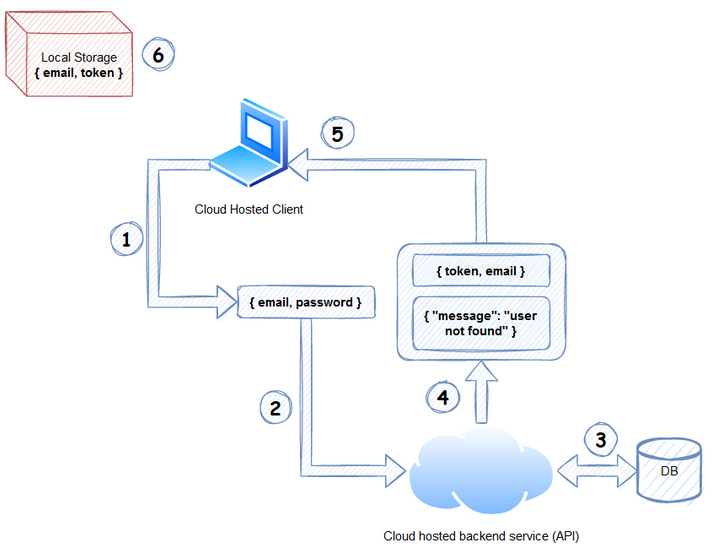 Local Storage
{ email, token }
6
5
Cloud Hosted Client
1
{ email, password }
{ token, email }
{ "message": "user
not found" }
2
4
3
DB
Cloud hosted backend service (API)